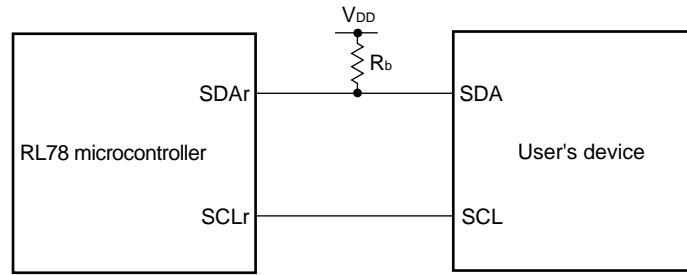 VDD
Rb
SDAr
SDA
RL78 microcontroller
User's device
SCLr
SCL